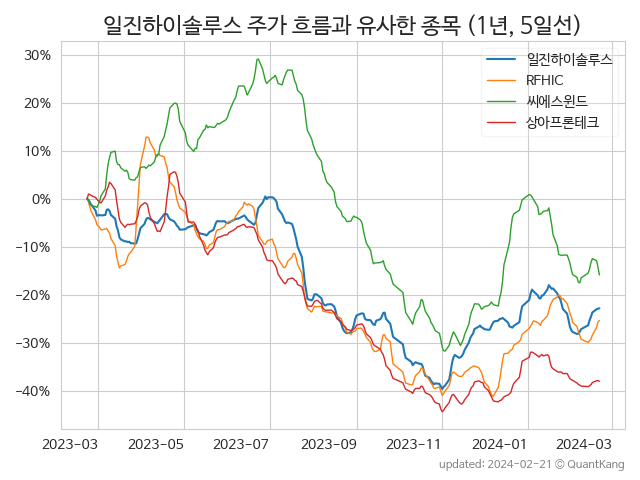 일진하이솔루스 주가 흐름과 유사한 종목 (1년, 5일선)
일진하이솔루스
RFHIC
씨에스윈드
상아프론테크
30%
20%
10%
0%
−10%
−20%
−30%
−40%
2023-03 2023-05 2023-07 2023-09 2023-11 2024-01 2024-03
updated: 2024-02-21 © QuantKang